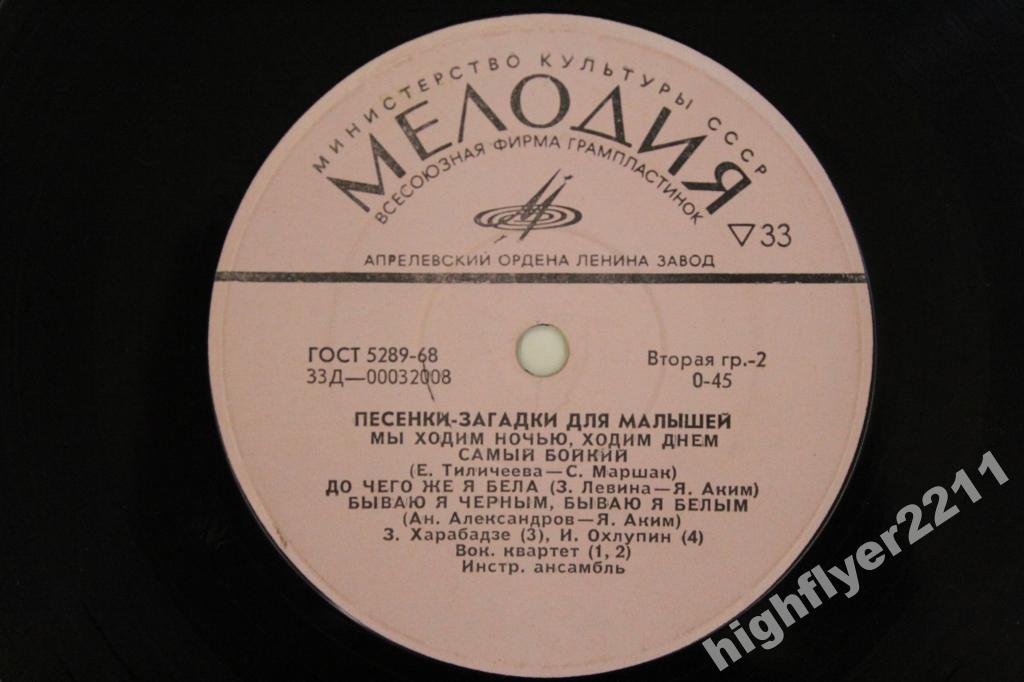 МИНИСТЕРСТВО КУЛЬТУРЫ СССР
МЕЛОДИЯ
ВСЕСОЮЗНАЯ ФИРМА ГРАМПЛАСТИНОК
▽33
АПРЕЛЕВСКИЙ ОРДЕНА ЛЕНИНА ЗАВОД
ГОСТ 5289-68
33Д—00032008
Вторая гр.-2
0-45
ПЕСЕНКИ-ЗАГАДКИ ДЛЯ МАЛЫШЕЙ
МЫ ХОДИМ НОЧЬЮ, ХОДИМ ДНЕМ
САМЫЙ БОЙКИЙ
(Е. Тиличеева—С. Маршак)
ДО ЧЕГО ЖЕ Я БЕЛА (З. Левина—Я. Аким)
БЫВАЮ Я ЧЕРНЫМ, БЫВАЮ Я БЕЛЫМ
(Ан. Александров—Я. Аким)
З. Харабадзе (3), И. Охлупин (4)
Вок. квартет (1, 2)
Инстр. ансамбль
highflyer2211